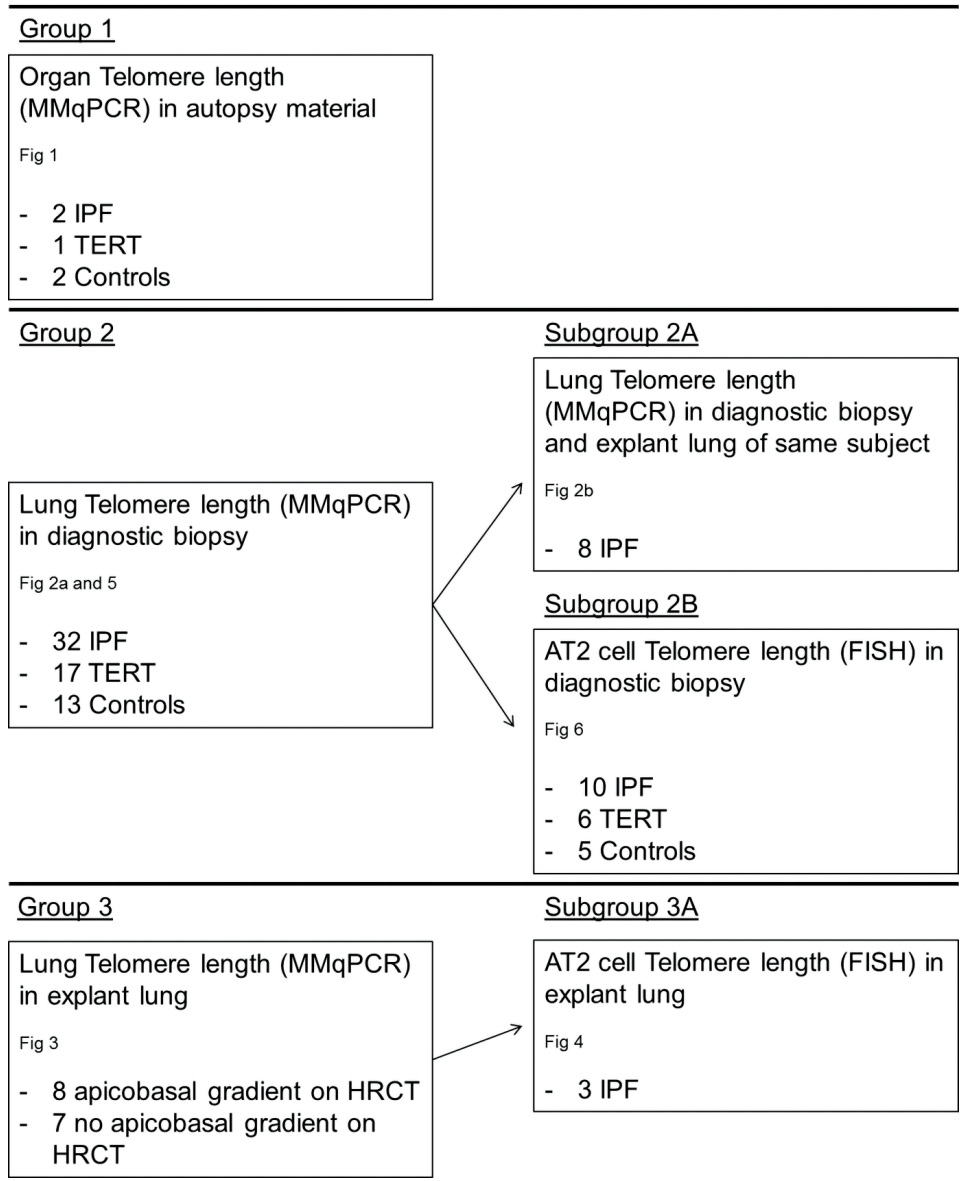 Group 1
Organ Telomere length
(MMqPCR) in autopsy material
Fig 1
- 2 IPF
- 1 TERT
- 2 Controls
Group 2
Lung Telomere length (MMqPCR)
in diagnostic biopsy
Fig 2a and 5
- 32 IPF
- 17 TERT
- 13 Controls
Subgroup 2A
Lung Telomere length
(MMqPCR) in diagnostic biopsy
and explant lung of same subject
Fig 2b
- 8 IPF
Subgroup 2B
AT2 cell Telomere length (FISH) in
diagnostic biopsy
Fig 6
- 10 IPF
- 6 TERT
- 5 Controls
Group 3
Lung Telomere length (MMqPCR)
in explant lung
Fig 3
- 8 apicobasal gradient on HRCT
- 7 no apicobasal gradient on
HRCT
Subgroup 3A
AT2 cell Telomere length (FISH) in
explant lung
Fig 4
- 3 IPF